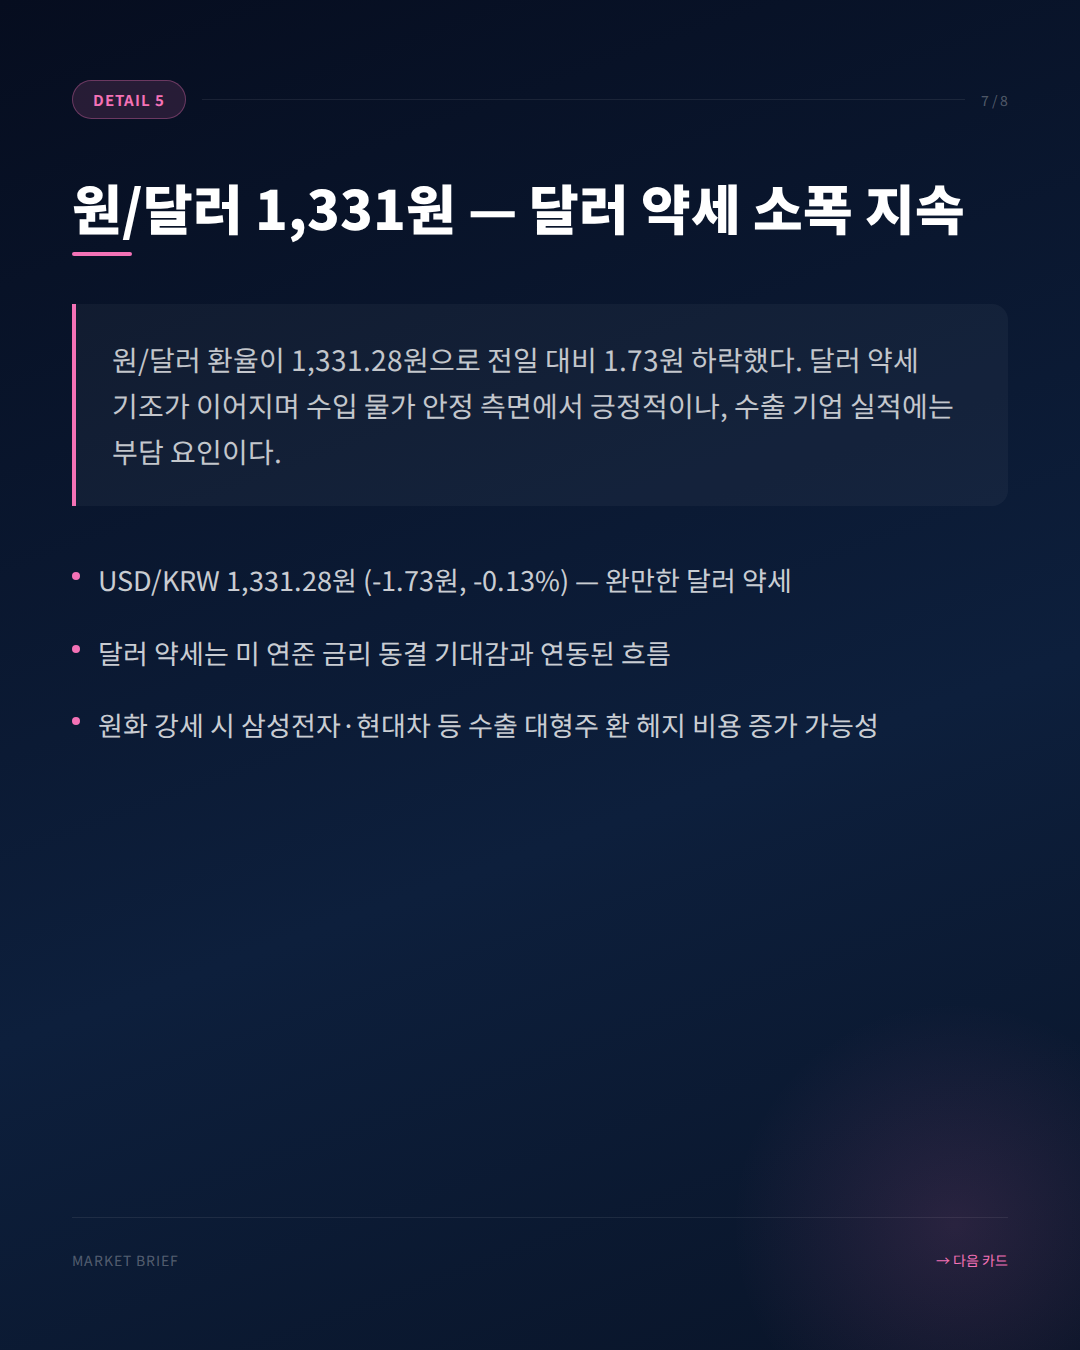 DETAIL 5
7 / 8
원/달러 1,331원 — 달러 약세 소폭 지속
원/달러 환율이 1,331.28원으로 전일 대비 1.73원 하락했다. 달러 약세
기조가 이어지며 수입 물가 안정 측면에서 긍정적이나, 수출 기업 실적에는
부담 요인이다.
USD/KRW 1,331.28원 (-1.73원, -0.13%) — 완만한 달러 약세
달러 약세는 미 연준 금리 동결 기대감과 연동된 흐름
원화 강세 시 삼성전자·현대차 등 수출 대형주 환 헤지 비용 증가 가능성
MARKET BRIEF
→ 다음 카드